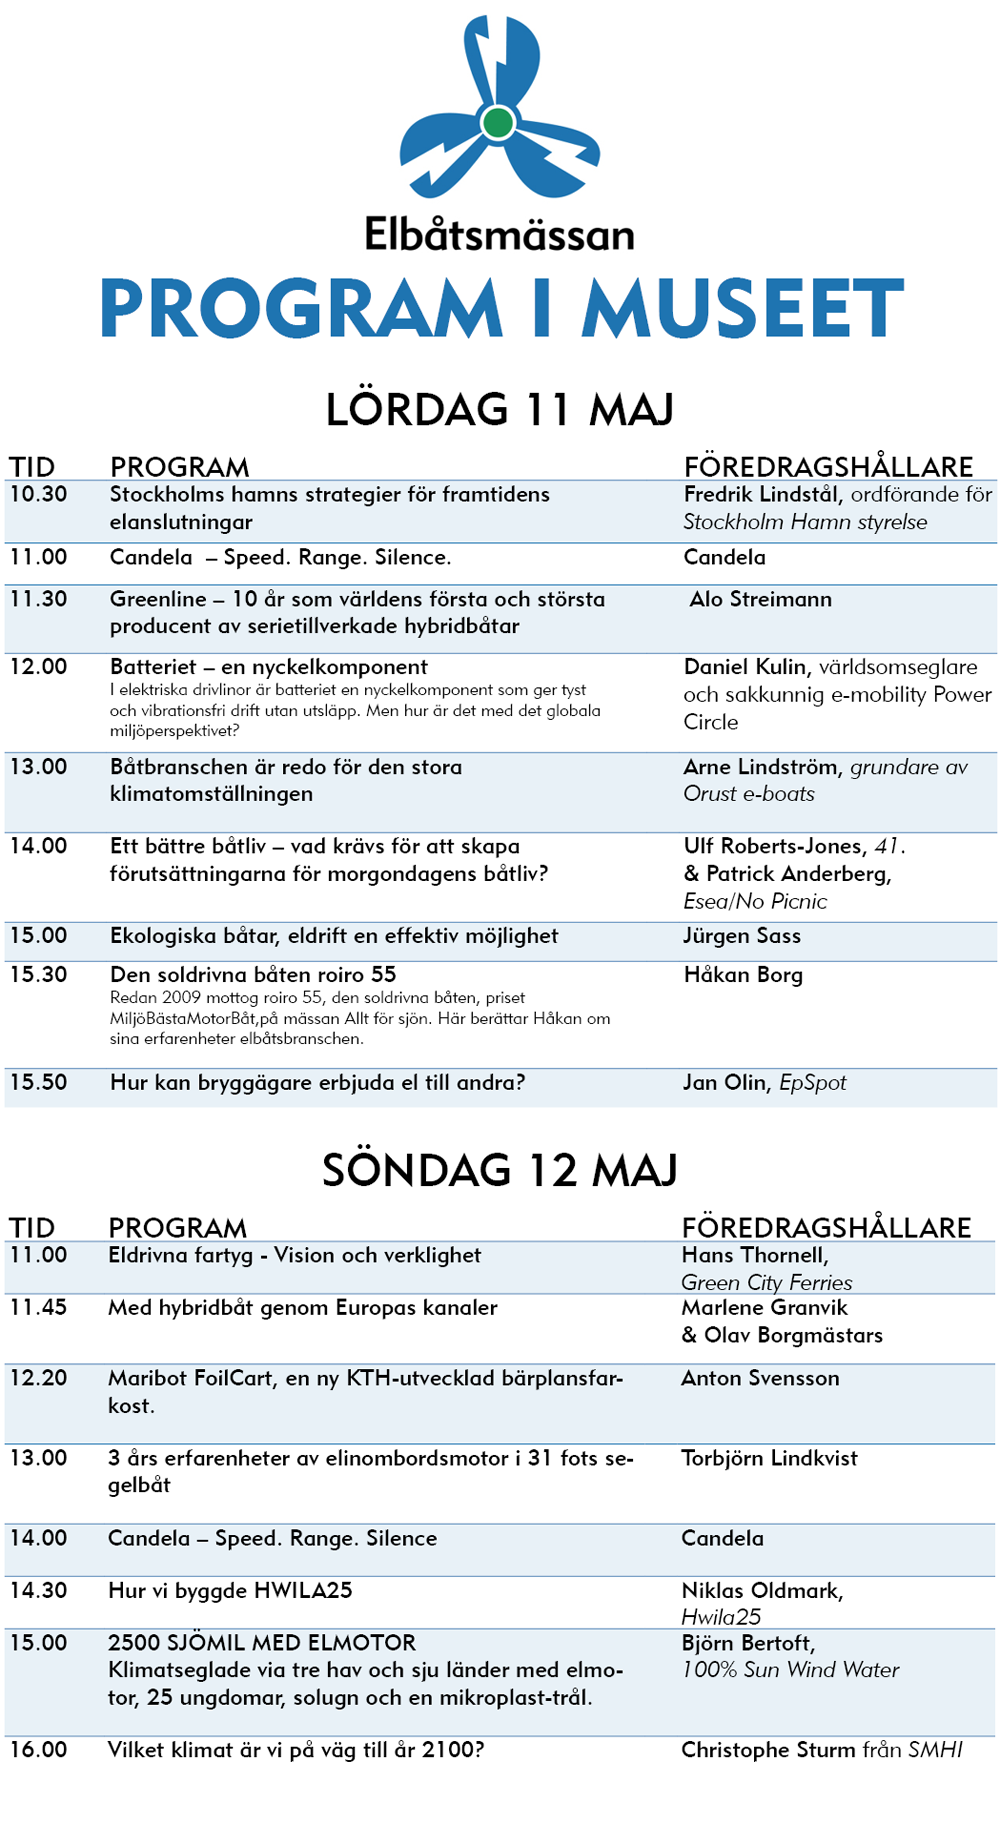 Elbåtsmässan
PROGRAM I MUSEET
LÖRDAG 11 MAJ
TID PROGRAM FÖREDRAGSHÅLLARE
10.30 Stockholms hamns strategier för framtidens Fredrik Lindstål, ordförande för
elanslutningar Stockholm Hamn styrelse
11.00 Candela – Speed. Range. Silence. Candela
11.30 Greenline – 10 år som världens första och största Alo Streimann
producent av serietillverkade hybridbåtar
12.00 Batteriet – en nyckelkomponent Daniel Kulin, världsomseglare
I elektriska drivlinor är batteriet en nyckelkomponent som ger tyst och sakkunnig e-mobility Power
och vibrationsfri drift utan utsläpp. Men hur är det med det globala Circle
miljöperspektivet?
13.00 Båtbranschen är redo för den stora Arne Lindström, grundare av
klimatomställningen Orust e-boats
14.00 Ett bättre båtliv – vad krävs för att skapa Ulf Roberts-Jones, 41.
förutsättningarna för morgondagens båtliv? & Patrick Anderberg,
Esea/No Picnic
15.00 Ekologiska båtar, eldrift en effektiv möjlighet Jürgen Sass
15.30 Den soldrivna båten roiro 55 Håkan Borg
Redan 2009 mottog roiro 55, den soldrivna båten, priset
MiljöBästaMotorBåt,på mässan Allt för sjön. Här berättar Håkan om
sina erfarenheter elbåtsbranschen.
15.50 Hur kan bryggägare erbjuda el till andra? Jan Olin, EpSpot
SÖNDAG 12 MAJ
TID PROGRAM FÖREDRAGSHÅLLARE
11.00 Eldrivna fartyg - Vision och verklighet Hans Thornell,
Green City Ferries
11.45 Med hybridbåt genom Europas kanaler Marlene Granvik
& Olav Borgmästars
12.20 Maribot FoilCart, en ny KTH-utvecklad bärplansfar- Anton Svensson
kost.
13.00 3 års erfarenheter av elinombordsmotor i 31 fots se- Torbjörn Lindkvist
gelbåt
14.00 Candela – Speed. Range. Silence Candela
14.30 Hur vi byggde HWILA25 Niklas Oldmark,
Hwila25
15.00 2500 SJÖMIL MED ELMOTOR Björn Bertoft,
Klimatseglade via tre hav och sju länder med elmo- 100% Sun Wind Water
tor, 25 ungdomar, solugn och en mikroplast-trål.
16.00 Vilket klimat är vi på väg till år 2100? Christophe Sturm från SMHI